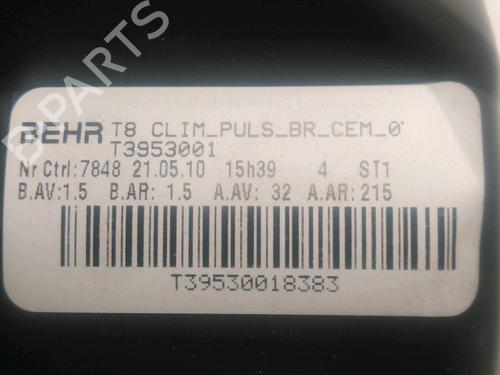 B-PARTS
BEHR T8 CLIM_PULS_BR_CEM_0'
T3953001
Nr Ctrl:7848 21.05.10 15h39 4 ST1
B.AV:1.5 B.AR: 1.5 A.AV: 32 A.AR:215
T39530018383